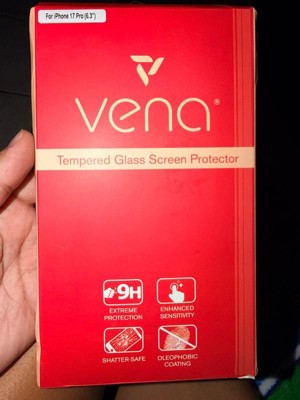 For iPhone 17 Pro (6.3")
vena®
Tempered Glass Screen Protector
9H
EXTREME
PROTECTION
ENHANCED
SENSITIVITY
SHATTER-SAFE
OLEOPHOBIC
COATING